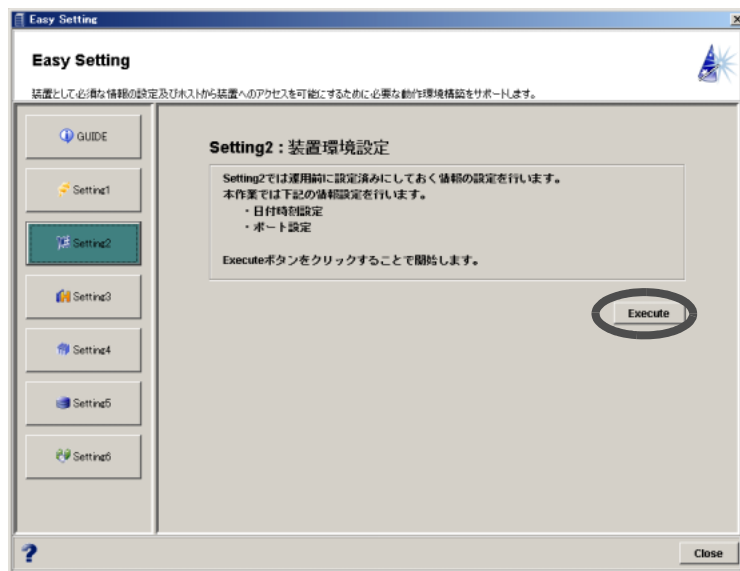 Easy Setting
Easy Setting
装置として必須な情報の設定及びホストから装置へのアクセスを可能にするために必要な動作環境構築をサポートします。
GUIDE
Setting1
Setting2
Setting3
Setting4
Setting5
Setting6
Setting2：装置環境設定
Setting2では運用前に設定済みにしておく情報の設定を行います。
本作業では下記の情報設定を行います。
・日付時刻設定
・ポート設定
Executeボタンをクリックすることで開始します。
Execute
?
Close